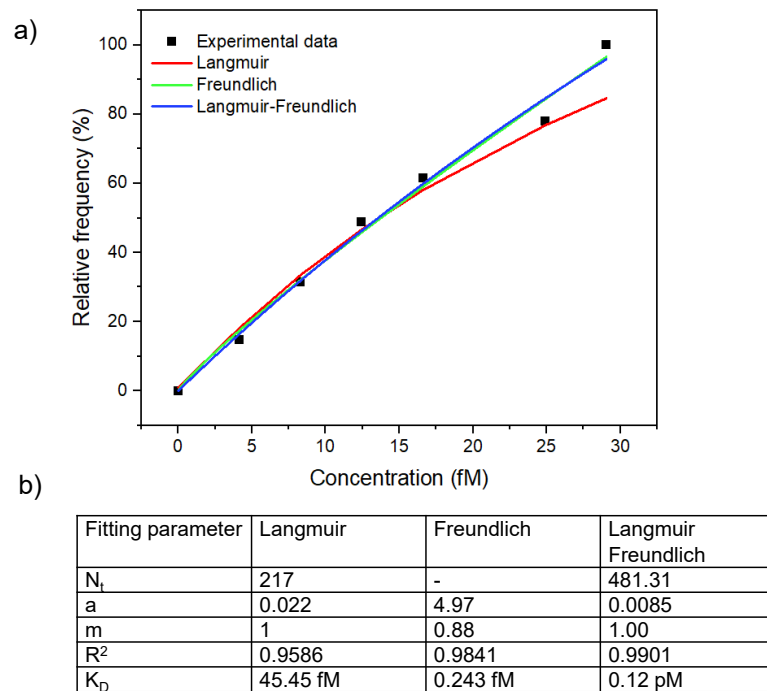 a)
Experimental data
Langmuir
Freundlich
Langmuir-Freundlich
100
80
60
40
20
0
Relative frequency (%)
0 5 10 15 20 25 30
Concentration (fM)
b)
Fitting parameter Langmuir Freundlich Langmuir
Freundlich
Nt 217 - 481.31
a 0.022 4.97 0.0085
m 1 0.88 1.00
R² 0.9586 0.9841 0.9901
KD 45.45 fM 0.243 fM 0.12 pM